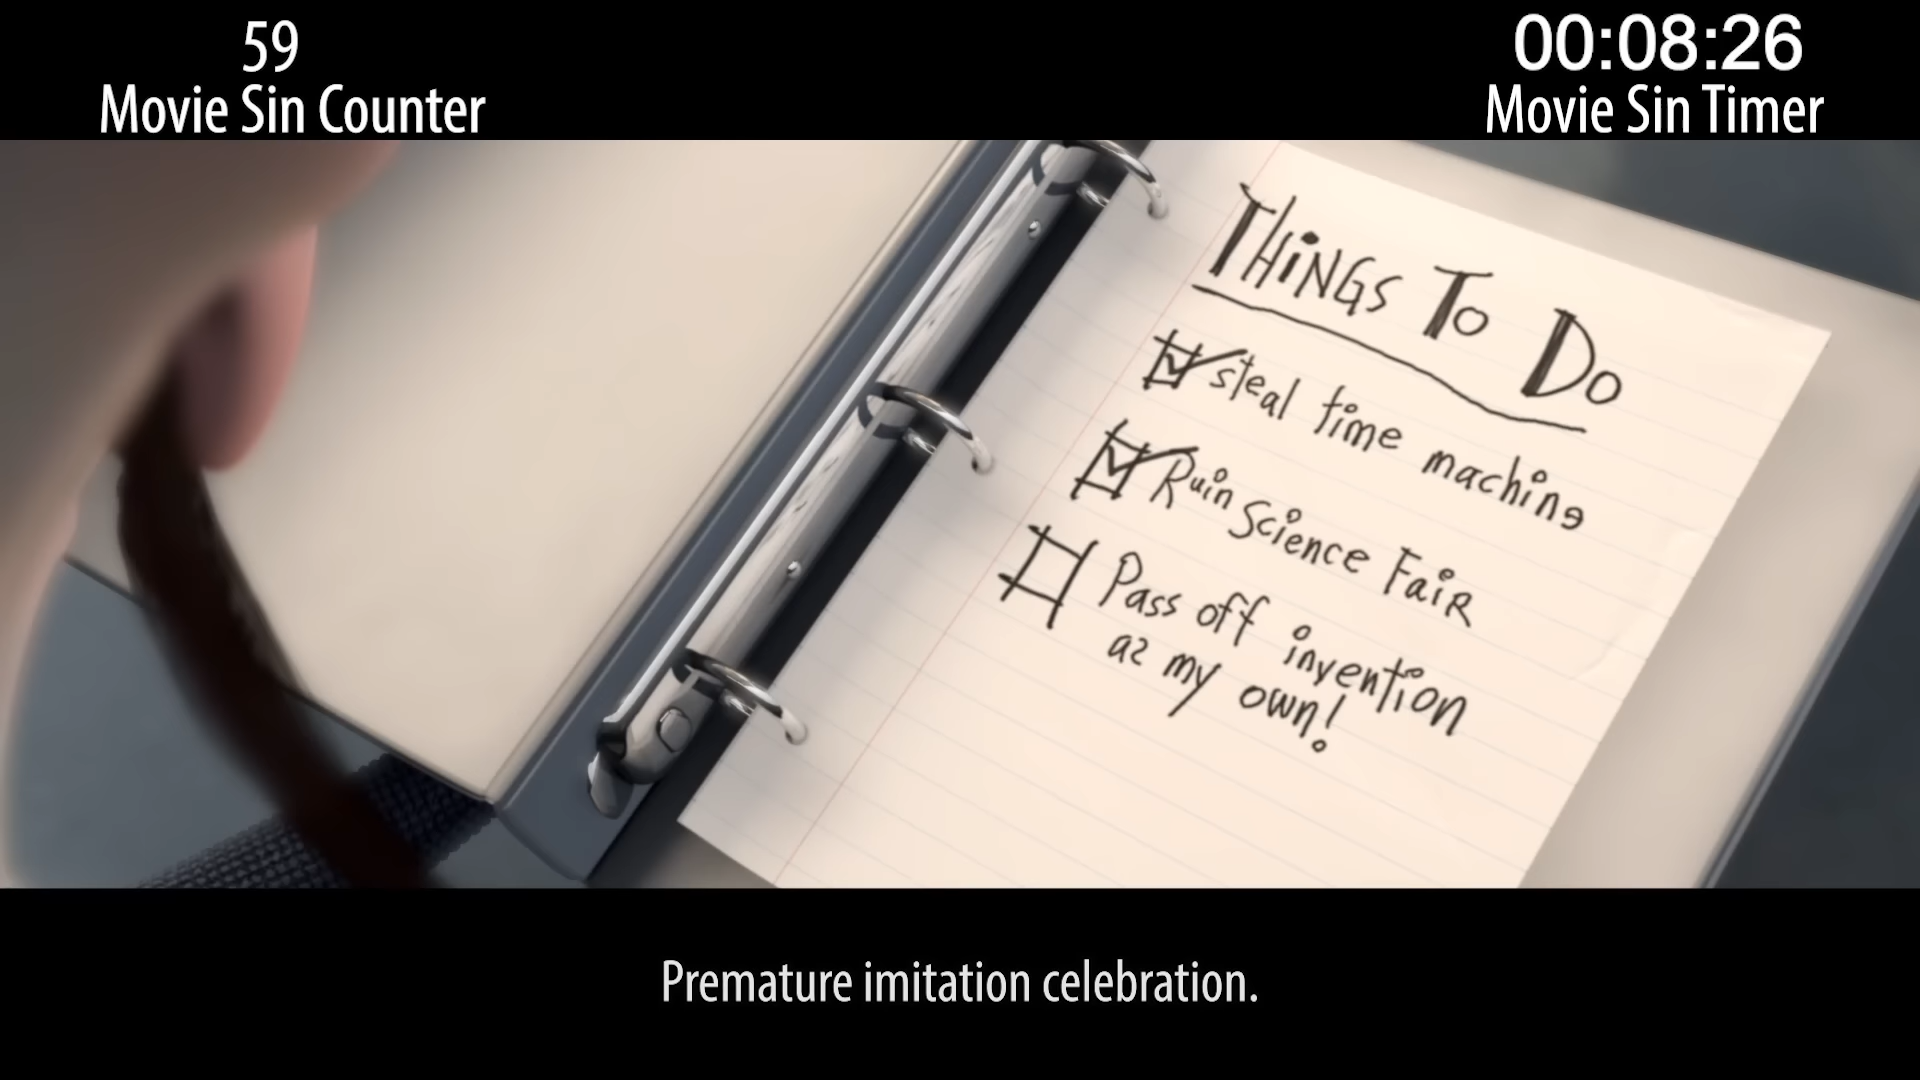 59
Movie Sin Counter
00:08:26
Movie Sin Timer
THiNGS To Do
steal time machine
Ruin Science FaiR
Pass off invention
as my own!
Premature imitation celebration.